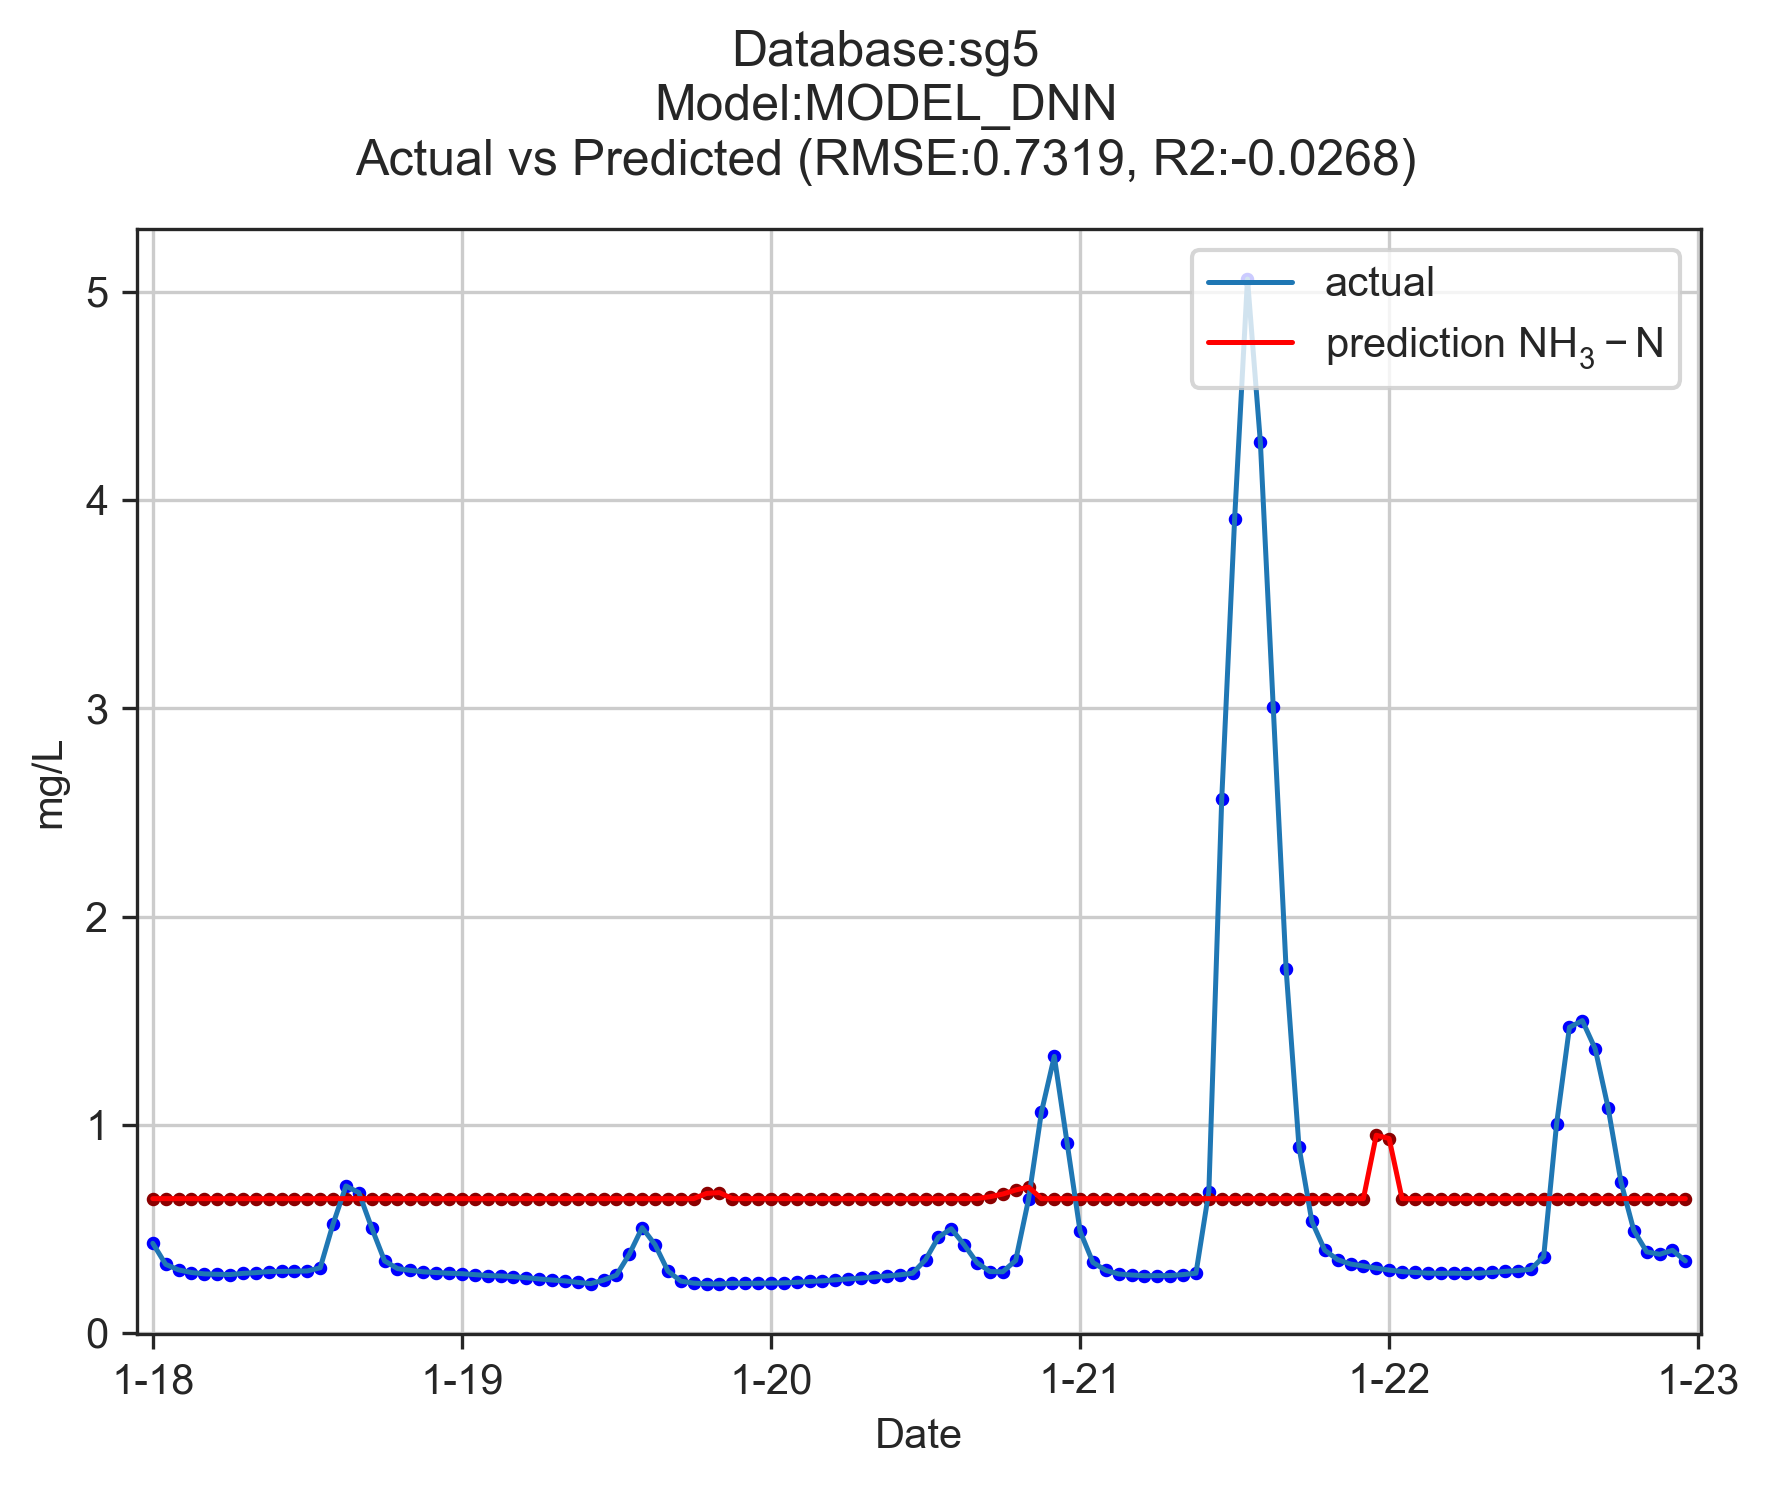 Database:sg5
Model:MODEL_DNN
Actual vs Predicted (RMSE:0.7319, R2:-0.0268)
actual
prediction NH₃ − N
5
4
3
2
1
0
mg/L
1-18 1-19 1-20 1-21 1-22 1-23
Date